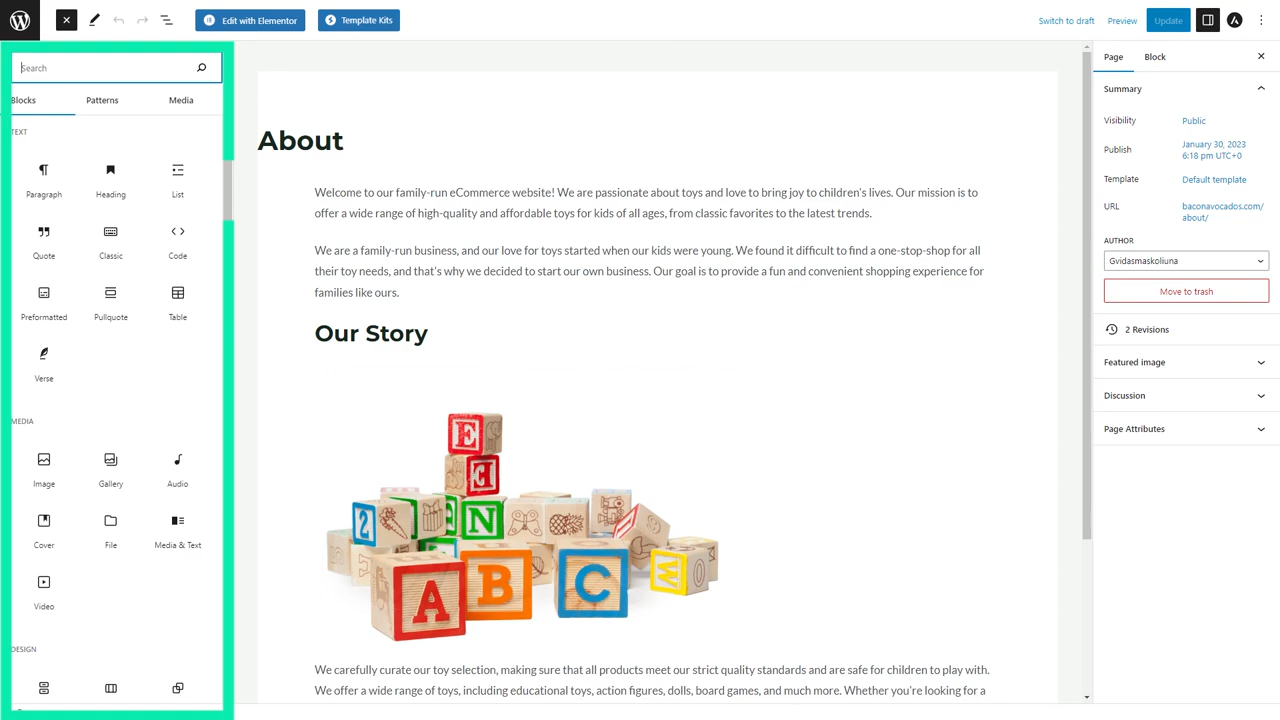 Edit with Elementor
Template Kits
Switch to draft
Preview
Update
Search
Blocks
Patterns
Media
TEXT
Paragraph
Heading
List
Quote
Classic
Code
Preformatted
Pullquote
Table
Verse
MEDIA
Image
Gallery
Audio
Cover
File
Media & Text
Video
DESIGN
About
Welcome to our family-run eCommerce website! We are passionate about toys and love to bring joy to children's lives. Our mission is to
offer a wide range of high-quality and affordable toys for kids of all ages, from classic favorites to the latest trends.
We are a family-run business, and our love for toys started when our kids were young. We found it difficult to find a one-stop-shop for all
their toy needs, and that's why we decided to start our own business. Our goal is to provide a fun and convenient shopping experience for
families like ours.
Our Story
E
E
2
N
A
B
C
W
We carefully curate our toy selection, making sure that all products meet our strict quality standards and are safe for children to play with.
We offer a wide range of toys, including educational toys, action figures, dolls, board games, and much more. Whether you're looking for a
Page
Block
Summary
Visibility
Public
Publish
January 30, 2023
6:18 pm UTC+0
Template
Default template
URL
baconavocados.com/
about/
AUTHOR
Gvidasmaskoliuna
Move to trash
2 Revisions
Featured image
Discussion
Page Attributes